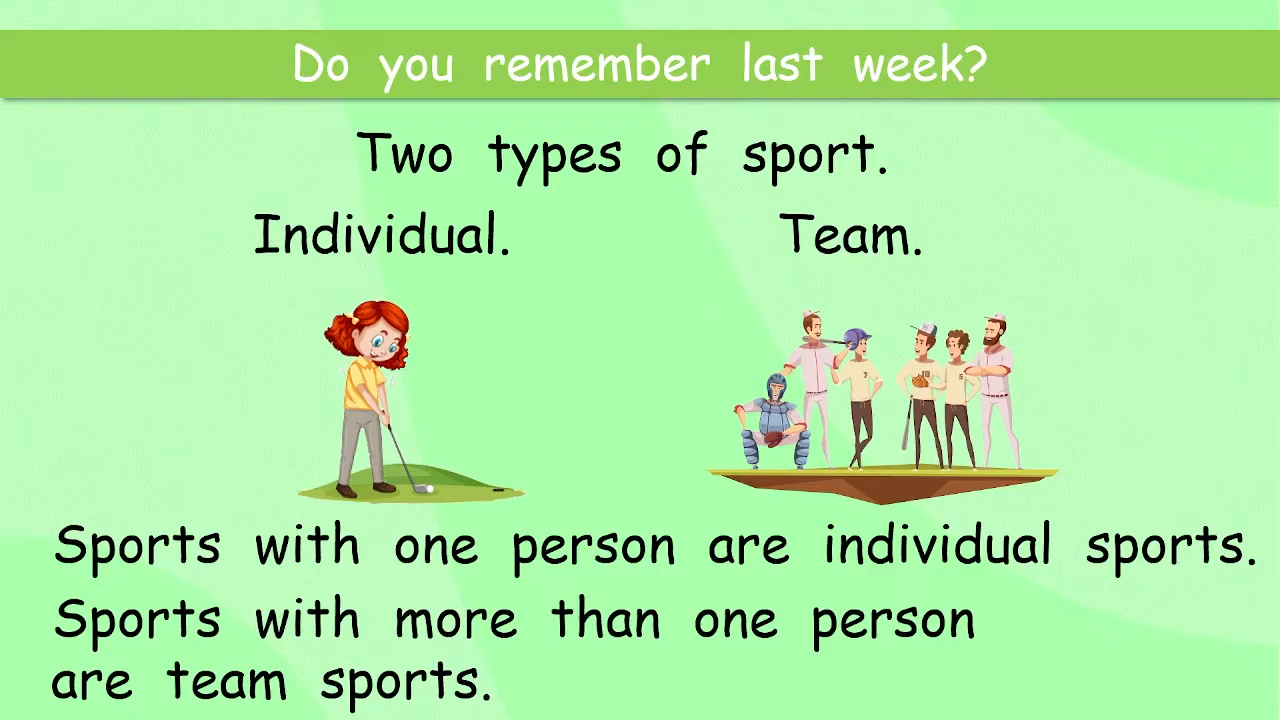 Do you remember last week?
Two types of sport.
Individual. Team.
Sports with one person are individual sports.
Sports with more than one person
are team sports.